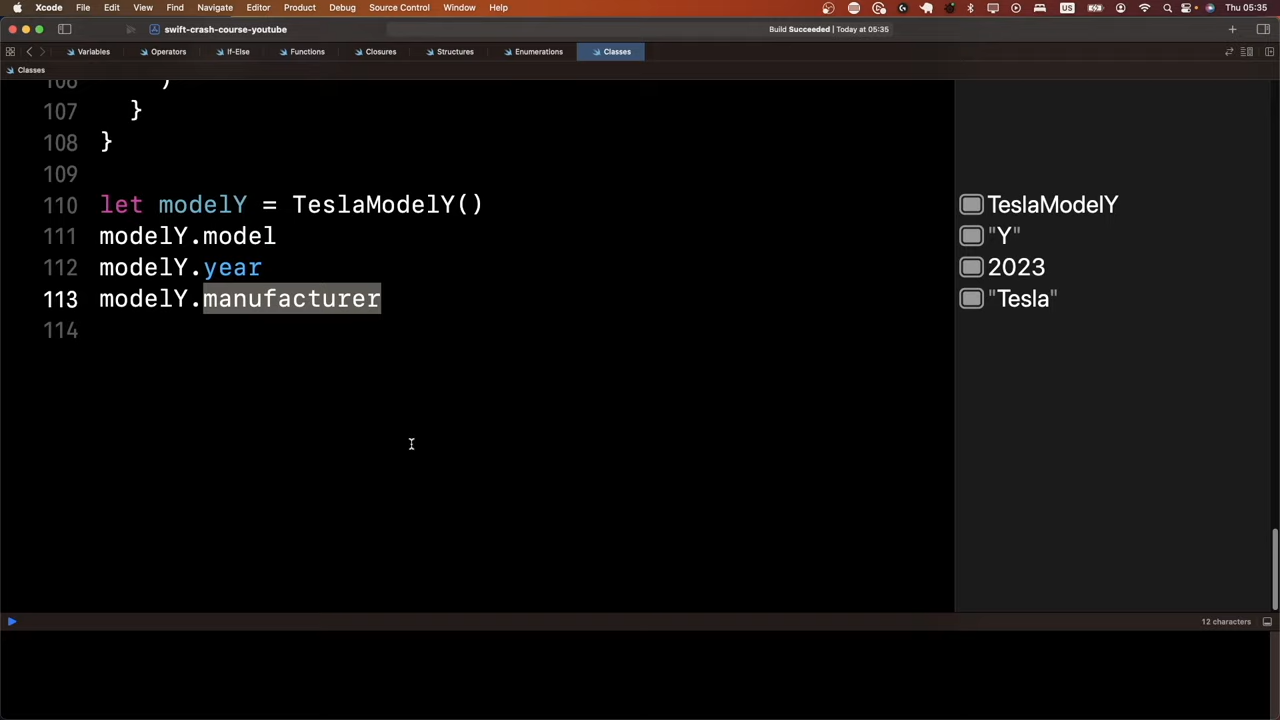 Xcode File Edit View Find Navigate Editor Product Debug Source Control Window Help US Thu 05:35
swift-crash-course-youtube Build Succeeded | Today at 05:35
Variables Operators If-Else Functions Closures Structures Enumerations Classes
Classes
106 )
107 }
108 }
109
110 let modelY = TeslaModelY() TeslaModelY
111 modelY.model "Y"
112 modelY.year 2023
113 modelY.manufacturer "Tesla"
114
12 characters